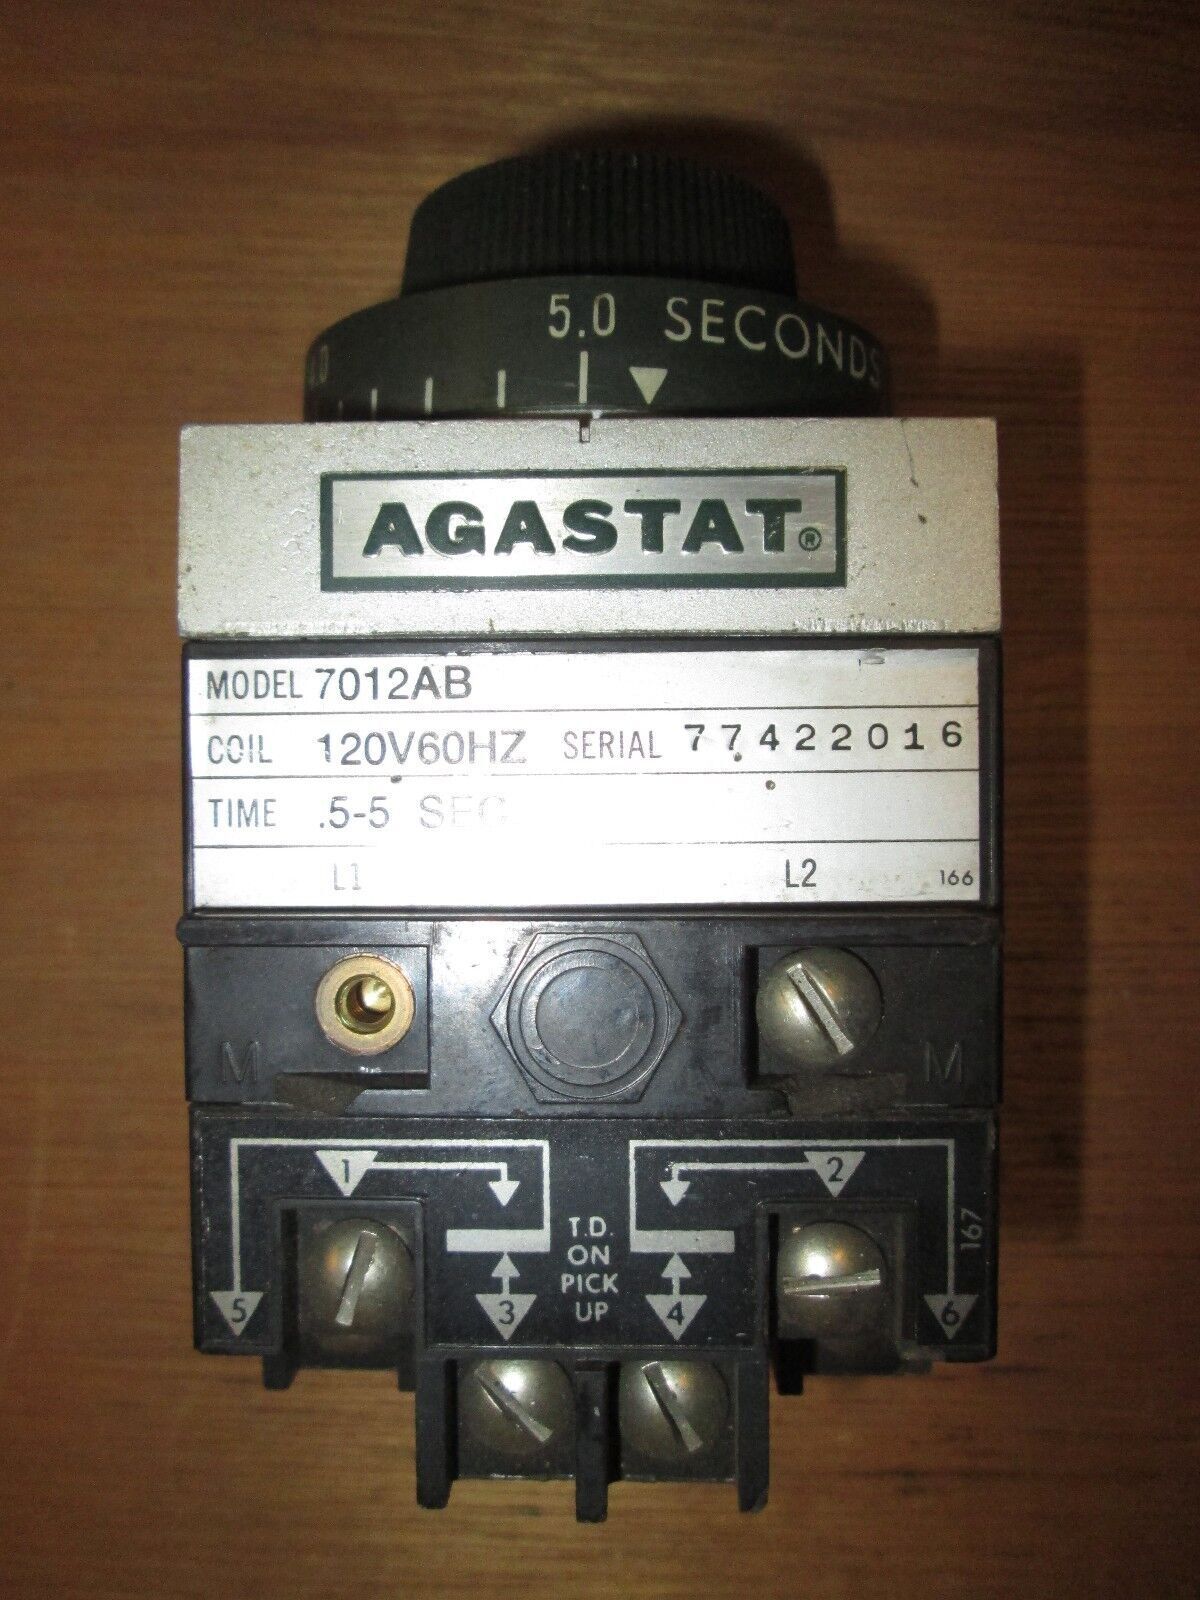 5.0 SECONDS
AGASTAT®
MODEL 7012AB
COIL 120V60HZ SERIAL 77422016
TIME .5-5 SEC
L1 L2 166
M M
1 2
T.D.
ON
PICK
UP
167
5 3 4 6